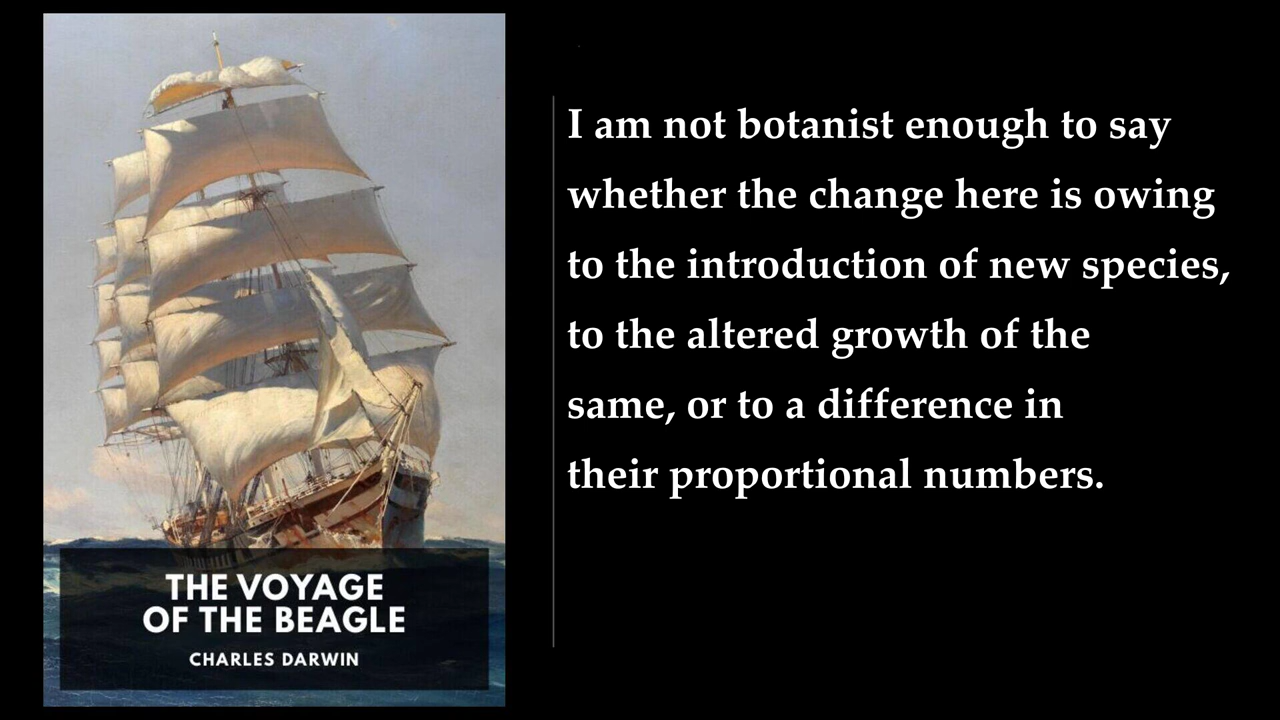 THE VOYAGE
OF THE BEAGLE
CHARLES DARWIN
I am not botanist enough to say
whether the change here is owing
to the introduction of new species,
to the altered growth of the
same, or to a difference in
their proportional numbers.